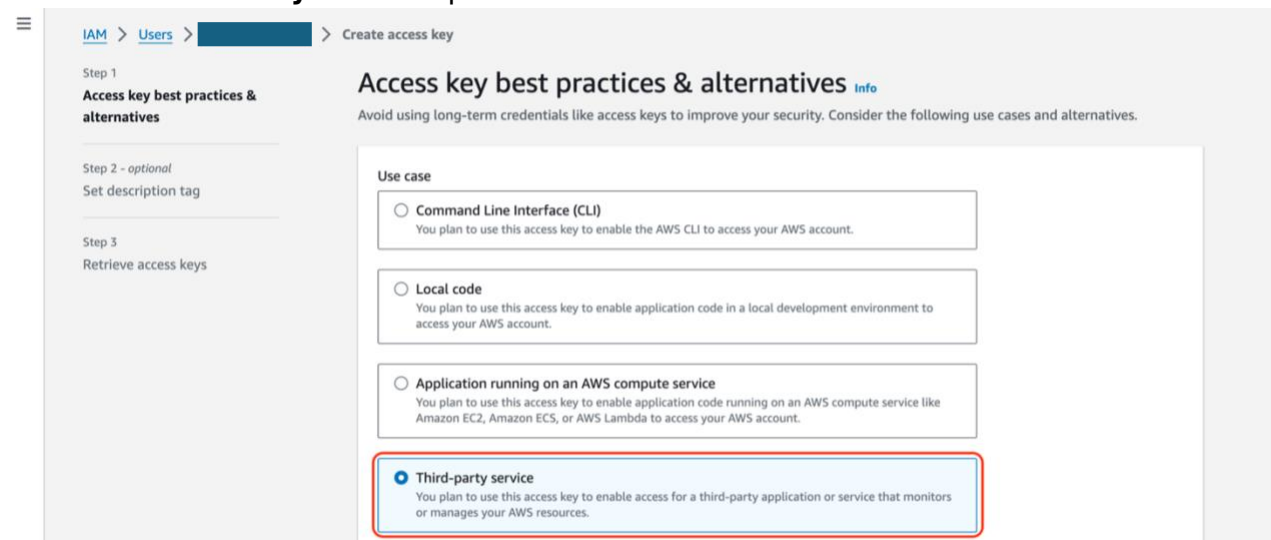 IAM > Users > > Create access key
Step 1
Access key best practices &
alternatives
Step 2 - optional
Set description tag
Step 3
Retrieve access keys
Access key best practices & alternatives Info
Avoid using long-term credentials like access keys to improve your security. Consider the following use cases and alternatives.
Use case
Command Line Interface (CLI)
You plan to use this access key to enable the AWS CLI to access your AWS account.
Local code
You plan to use this access key to enable application code in a local development environment to
access your AWS account.
Application running on an AWS compute service
You plan to use this access key to enable application code running on an AWS compute service like
Amazon EC2, Amazon ECS, or AWS Lambda to access your AWS account.
Third-party service
You plan to use this access key to enable access for a third-party application or service that monitors
or manages your AWS resources.